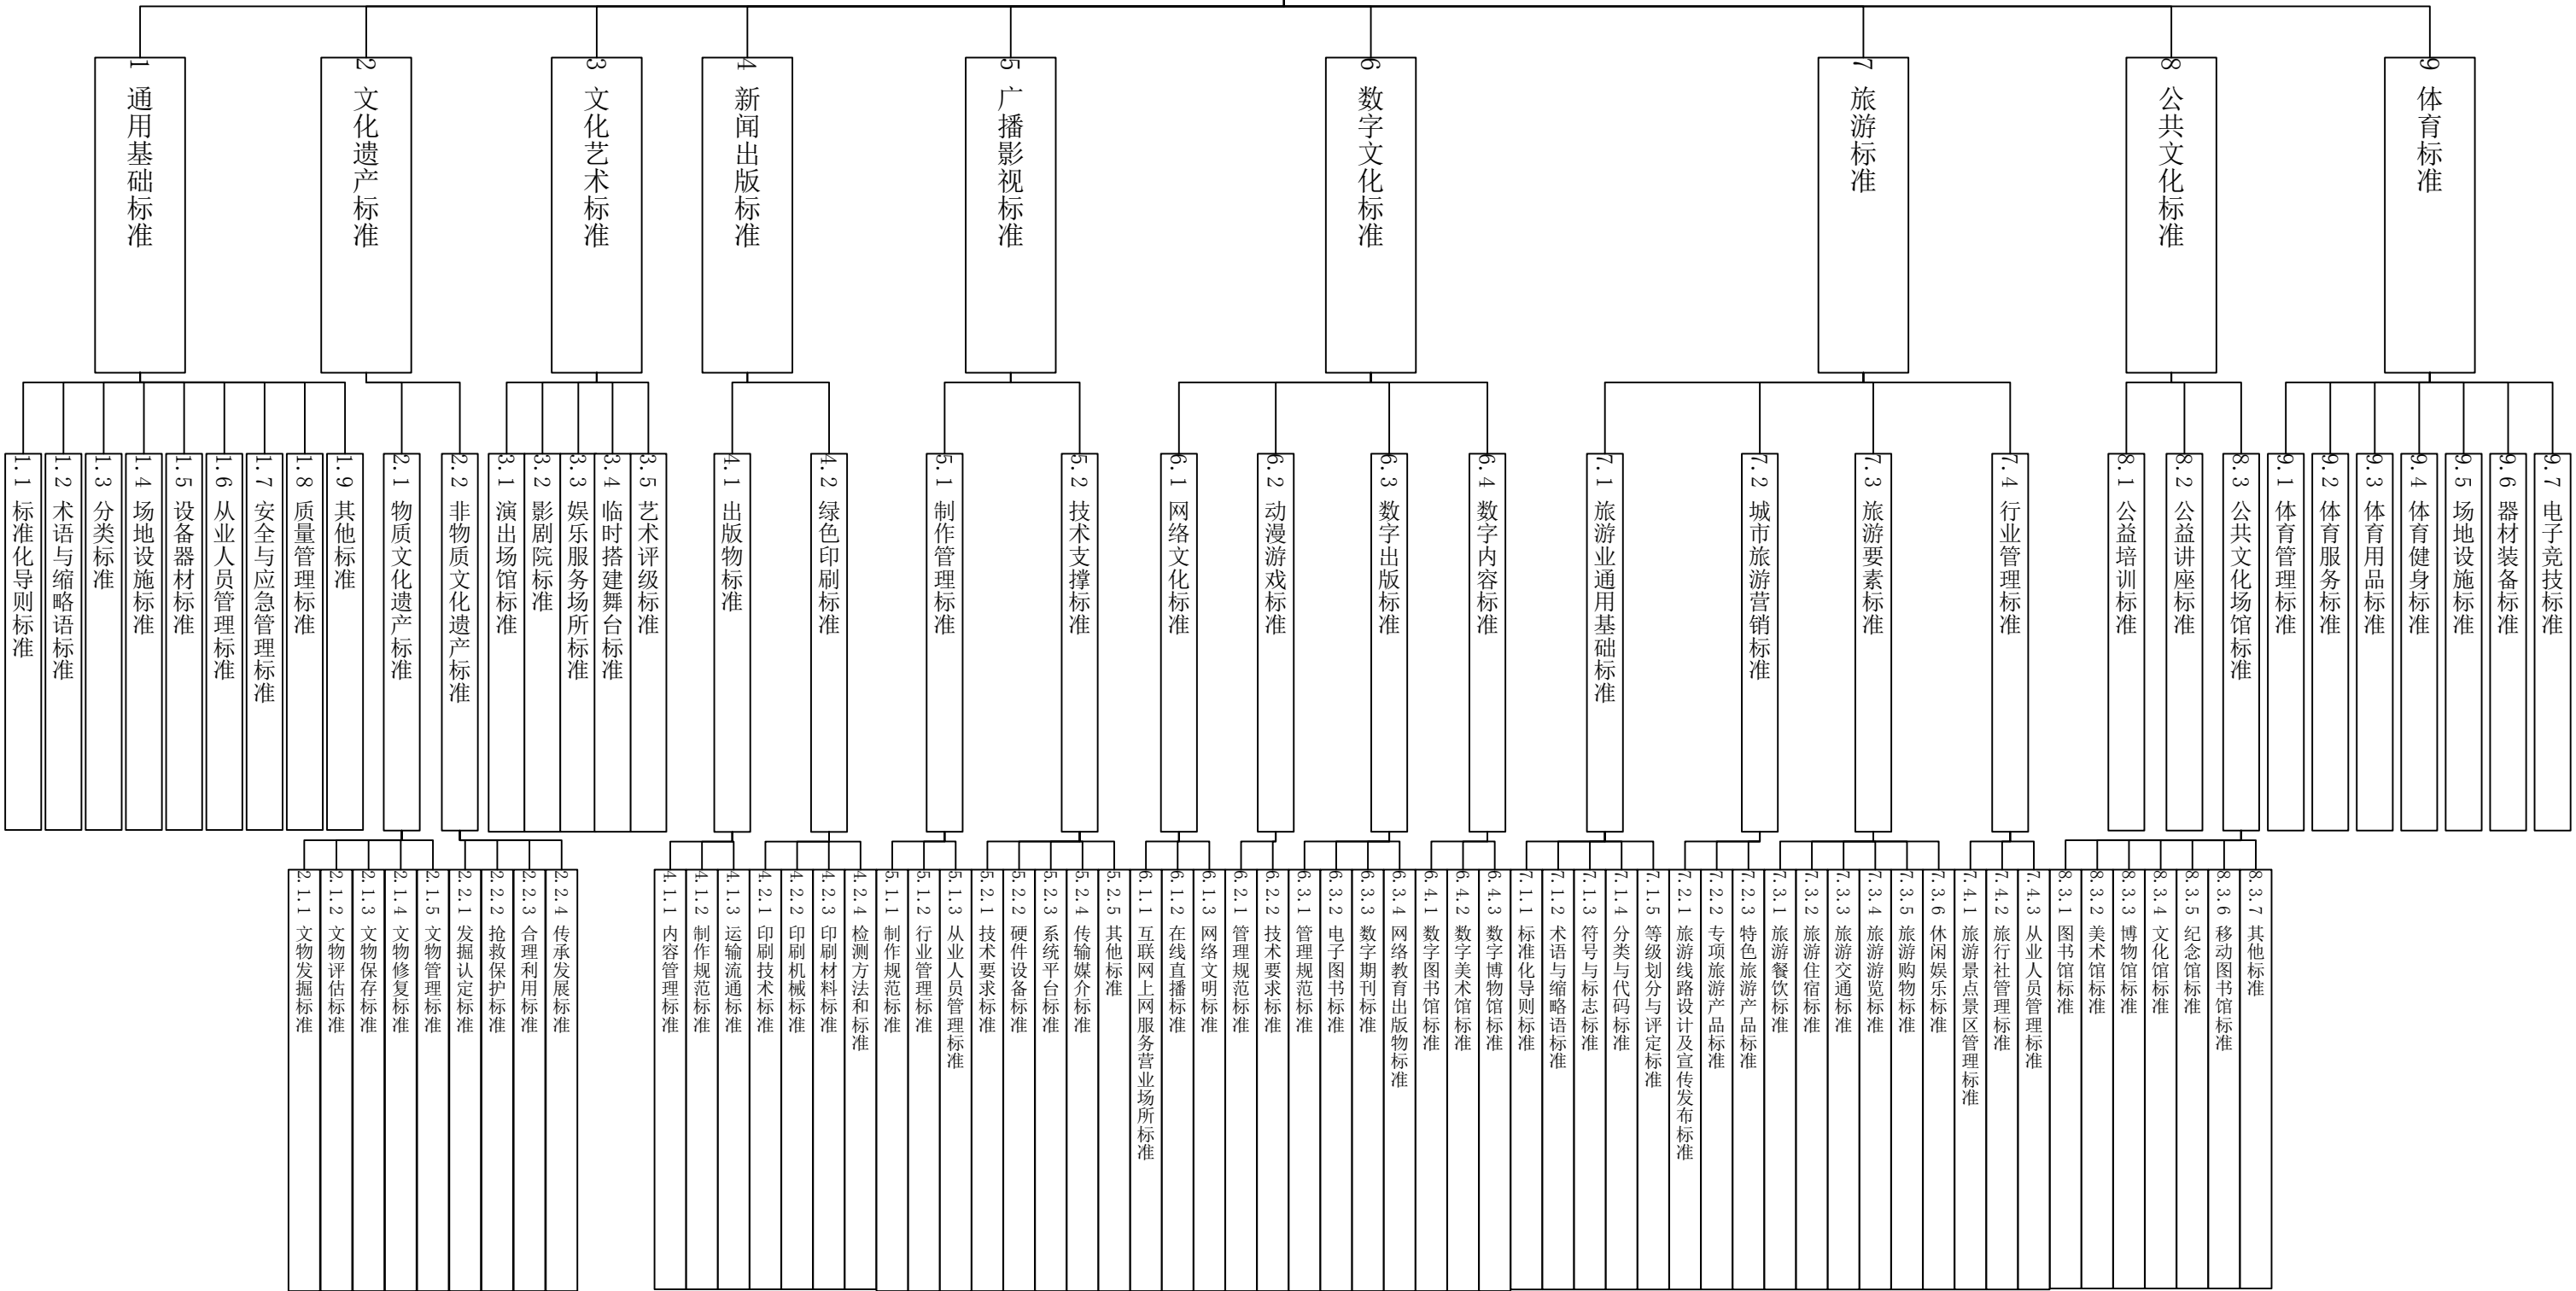 1 通用基础标准
2 文化遗产标准
3 文化艺术标准
4 新闻出版标准
5 广播影视标准
6 数字文化标准
7 旅游标准
8 公共文化标准
9 体育标准
1.1 标准化导则标准
1.2 术语与缩略语标准
1.3 分类标准
1.4 场地设施标准
1.5 设备器材标准
1.6 从业人员管理标准
1.7 安全与应急管理标准
1.8 质量管理标准
1.9 其他标准
2.1 物质文化遗产标准
2.2 非物质文化遗产标准
3.1 演出场馆标准
3.2 影剧院标准
3.3 娱乐服务场所标准
3.4 临时搭建舞台标准
3.5 艺术评级标准
4.1 出版物标准
4.2 绿色印刷标准
5.1 制作管理标准
5.2 技术支撑标准
6.1 网络文化标准
6.2 动漫游戏标准
6.3 数字出版标准
6.4 数字内容标准
7.1 旅游业通用基础标准
7.2 城市旅游营销标准
7.3 旅游要素标准
7.4 行业管理标准
8.1 公益培训标准
8.2 公益讲座标准
8.3 公共文化场馆标准
9.1 体育管理标准
9.2 体育服务标准
9.3 体育用品标准
9.4 体育健身标准
9.5 场地设施标准
9.6 器材装备标准
9.7 电子竞技标准
2.1.1 文物发掘标准
2.1.2 文物评估标准
2.1.3 文物保存标准
2.1.4 文物修复标准
2.1.5 文物管理标准
2.2.1 发掘认定标准
2.2.2 抢救保护标准
2.2.3 合理利用标准
2.2.4 传承发展标准
4.1.1 内容管理标准
4.1.2 制作规范标准
4.1.3 运输流通标准
4.2.1 印刷技术标准
4.2.2 印刷机械标准
4.2.3 印刷材料标准
4.2.4 检测方法和标准
5.1.1 制作规范标准
5.1.2 行业管理标准
5.1.3 从业人员管理标准
5.2.1 技术要求标准
5.2.2 硬件设备标准
5.2.3 系统平台标准
5.2.4 传输媒介标准
5.2.5 其他标准
6.1.1 互联网上网服务营业场所标准
6.1.2 在线直播标准
6.1.3 网络文明标准
6.2.1 管理规范标准
6.2.2 技术要求标准
6.3.1 管理规范标准
6.3.2 电子图书标准
6.3.3 数字期刊标准
6.3.4 网络教育出版物标准
6.4.1 数字图书馆标准
6.4.2 数字美术馆标准
6.4.3 数字博物馆标准
7.1.1 标准化导则标准
7.1.2 术语与缩略语标准
7.1.3 符号与标志标准
7.1.4 分类与代码标准
7.1.5 等级划分与评定标准
7.2.1 旅游线路设计及宣传发布标准
7.2.2 专项旅游产品标准
7.2.3 特色旅游产品标准
7.3.1 旅游餐饮标准
7.3.2 旅游住宿标准
7.3.3 旅游交通标准
7.3.4 旅游游览标准
7.3.5 旅游购物标准
7.3.6 休闲娱乐标准
7.4.1 旅游景点景区管理标准
7.4.2 旅行社管理标准
7.4.3 从业人员管理标准
8.3.1 图书馆标准
8.3.2 美术馆标准
8.3.3 博物馆标准
8.3.4 文化馆标准
8.3.5 纪念馆标准
8.3.6 移动图书馆标准
8.3.7 其他标准